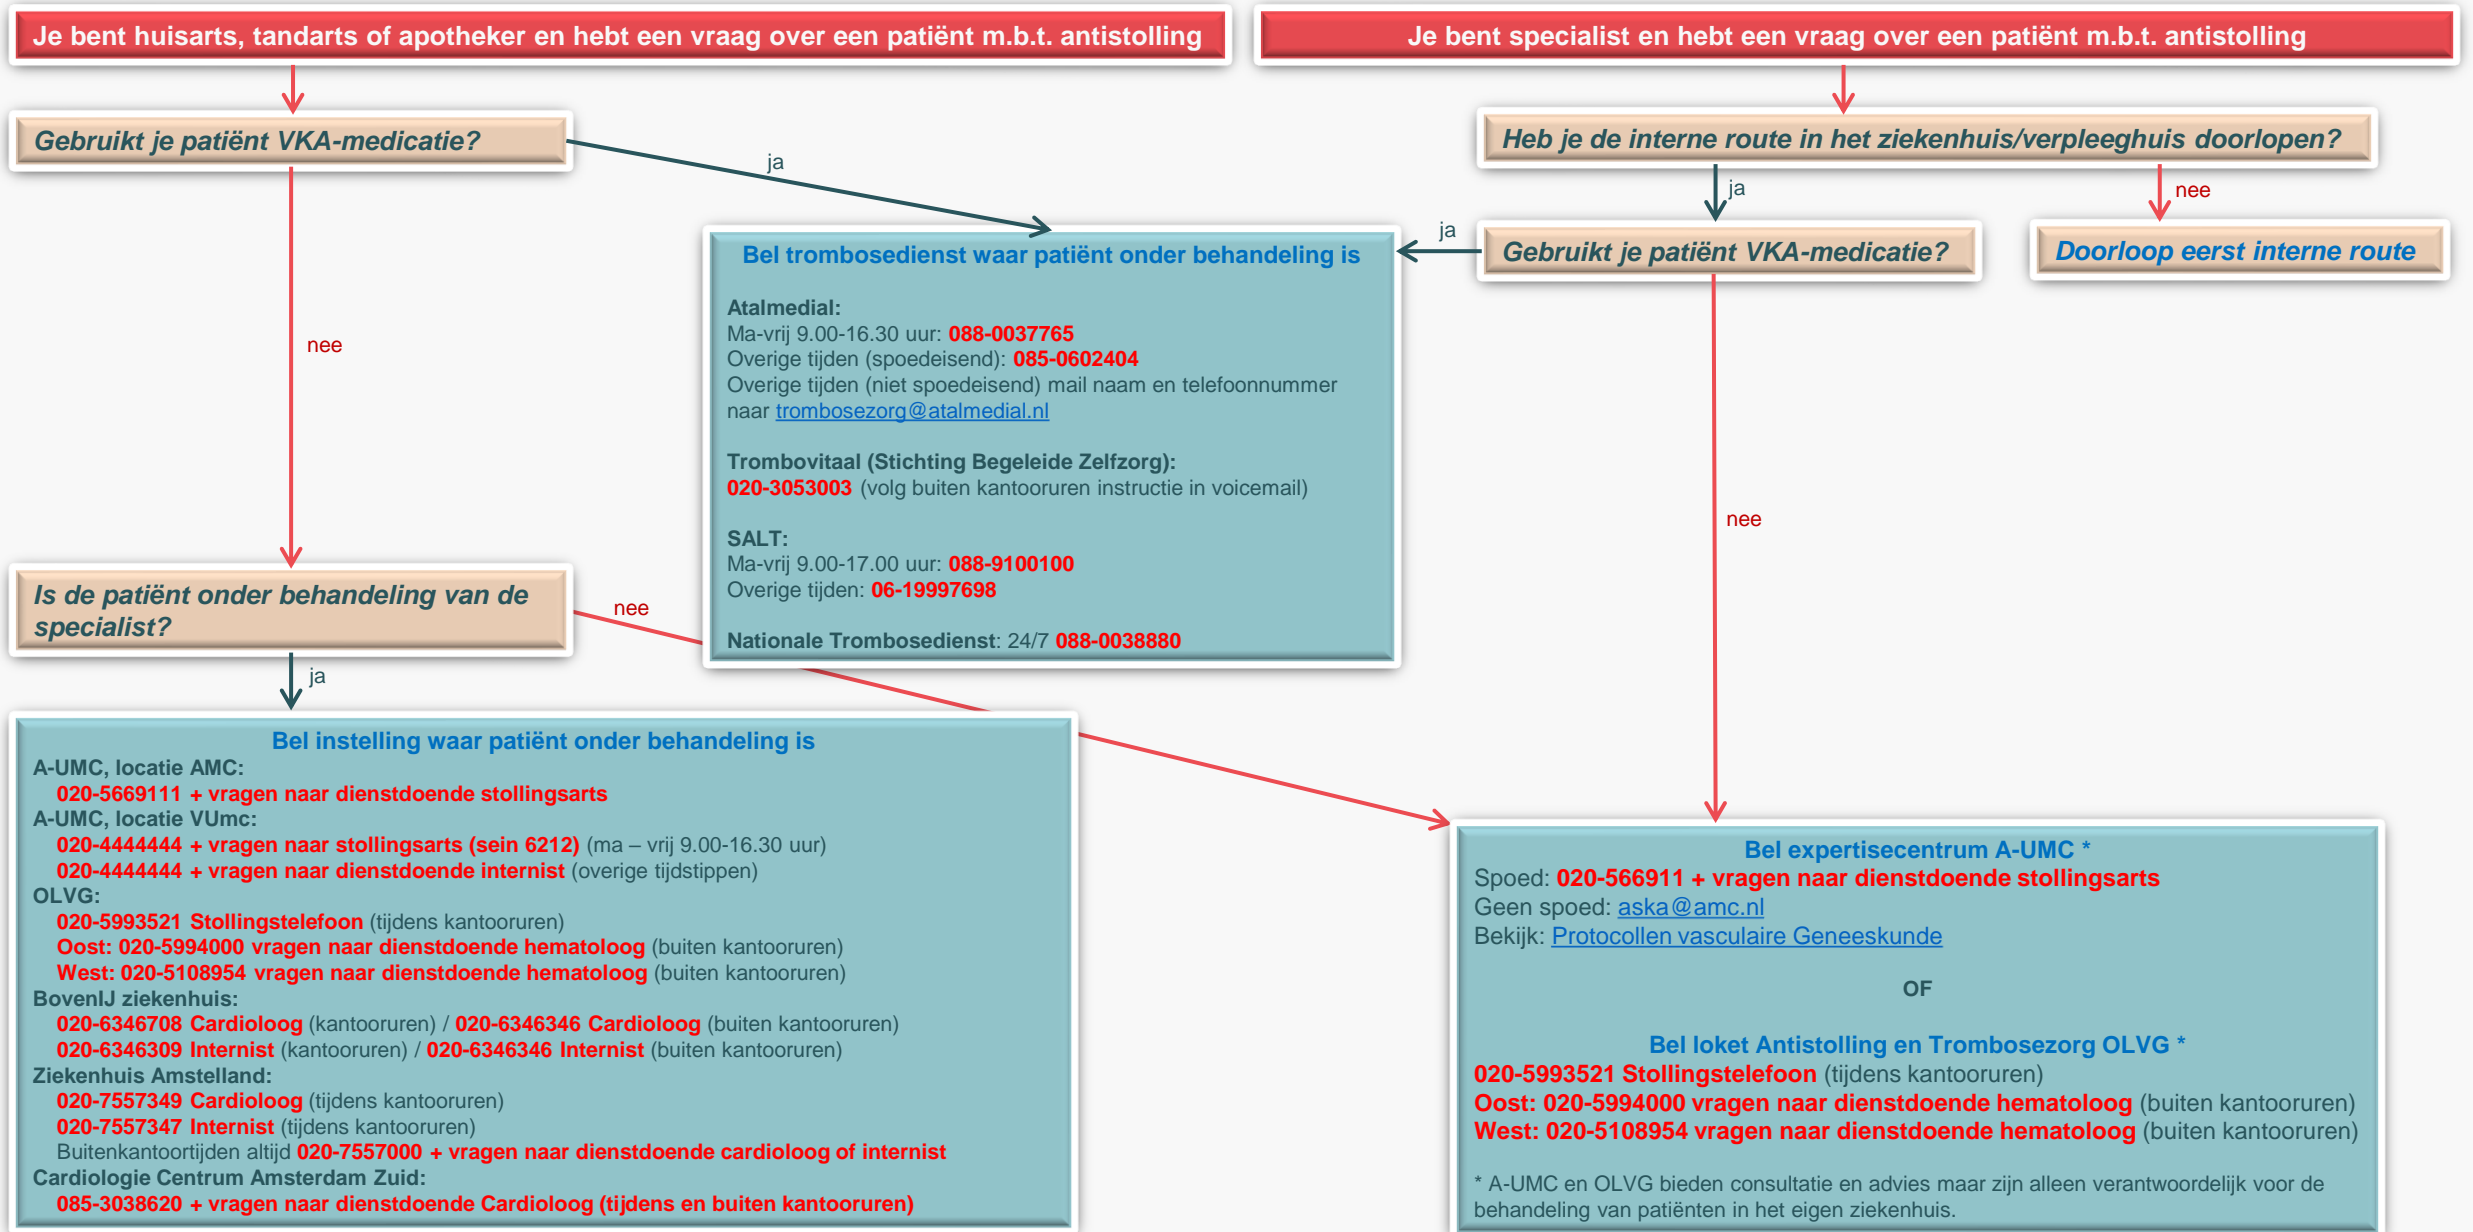 Je bent huisarts, tandarts of apotheker en hebt een vraag over een patiënt m.b.t. antistolling
Je bent specialist en hebt een vraag over een patiënt m.b.t. antistolling
Gebruikt je patiënt VKA-medicatie?
ja
nee
Heb je de interne route in het ziekenhuis/verpleeghuis doorlopen?
ja
nee
Gebruikt je patiënt VKA-medicatie?
ja
nee
Doorloop eerst interne route
Bel trombosedienst waar patiënt onder behandeling is
Atalmedial:
Ma-vrij 9.00-16.30 uur: 088-0037765
Overige tijden (spoedeisend): 085-0602404
Overige tijden (niet spoedeisend) mail naam en telefoonnummer
naar trombosezorg@atalmedial.nl
Trombovitaal (Stichting Begeleide Zelfzorg):
020-3053003 (volg buiten kantooruren instructie in voicemail)
SALT:
Ma-vrij 9.00-17.00 uur: 088-9100100
Overige tijden: 06-19997698
Nationale Trombosedienst: 24/7 088-0038880
Is de patiënt onder behandeling van de
specialist?
nee
ja
Bel instelling waar patiënt onder behandeling is
A-UMC, locatie AMC:
020-5669111 + vragen naar dienstdoende stollingsarts
A-UMC, locatie VUmc:
020-4444444 + vragen naar stollingsarts (sein 6212) (ma – vrij 9.00-16.30 uur)
020-4444444 + vragen naar dienstdoende internist (overige tijdstippen)
OLVG:
020-5993521 Stollingstelefoon (tijdens kantooruren)
Oost: 020-5994000 vragen naar dienstdoende hematoloog (buiten kantooruren)
West: 020-5108954 vragen naar dienstdoende hematoloog (buiten kantooruren)
BovenIJ ziekenhuis:
020-6346708 Cardioloog (kantooruren) / 020-6346346 Cardioloog (buiten kantooruren)
020-6346309 Internist (kantooruren) / 020-6346346 Internist (buiten kantooruren)
Ziekenhuis Amstelland:
020-7557349 Cardioloog (tijdens kantooruren)
020-7557347 Internist (tijdens kantooruren)
Buitenkantoortijden altijd 020-7557000 + vragen naar dienstdoende cardioloog of internist
Cardiologie Centrum Amsterdam Zuid:
085-3038620 + vragen naar dienstdoende Cardioloog (tijdens en buiten kantooruren)
Bel expertisecentrum A-UMC *
Spoed: 020-566911 + vragen naar dienstdoende stollingsarts
Geen spoed: aska@amc.nl
Bekijk: Protocollen vasculaire Geneeskunde
OF
Bel loket Antistolling en Trombosezorg OLVG *
020-5993521 Stollingstelefoon (tijdens kantooruren)
Oost: 020-5994000 vragen naar dienstdoende hematoloog (buiten kantooruren)
West: 020-5108954 vragen naar dienstdoende hematoloog (buiten kantooruren)
* A-UMC en OLVG bieden consultatie en advies maar zijn alleen verantwoordelijk voor de
behandeling van patiënten in het eigen ziekenhuis.